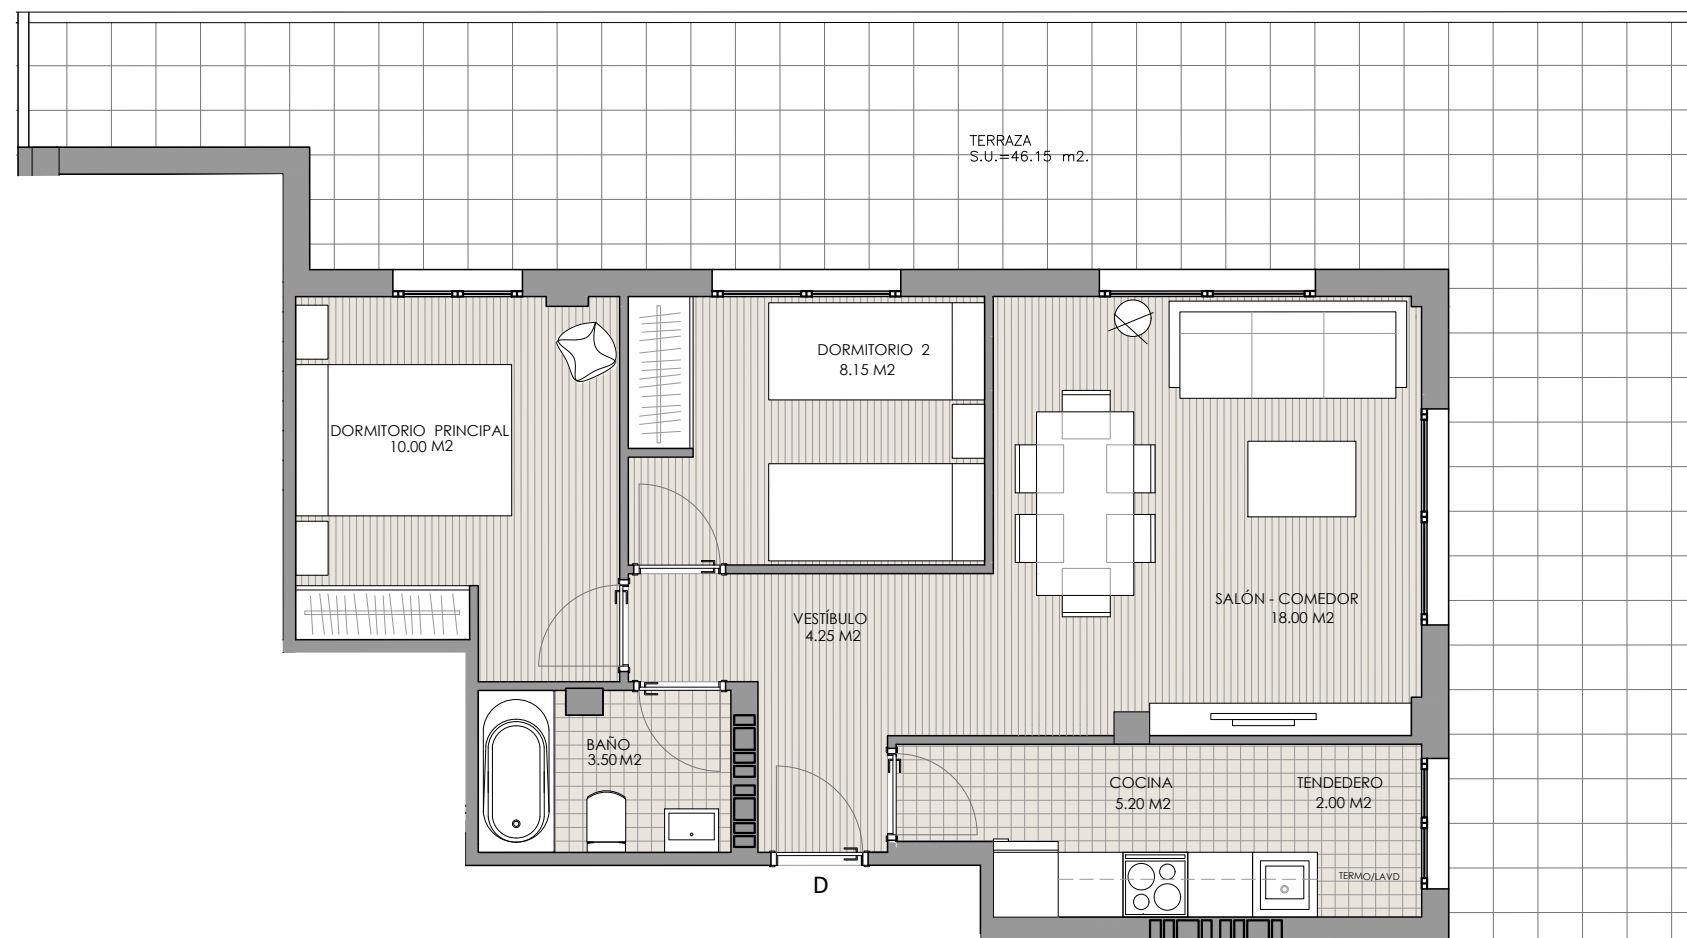 TERRAZA
S.U.=46.15 m2.
DORMITORIO 2
8.15 M2
DORMITORIO PRINCIPAL
10.00 M2
SALÓN - COMEDOR
18.00 M2
VESTÍBULO
4.25 M2
BAÑO
3.50 M2
COCINA
5.20 M2
TENDEDERO
2.00 M2
TERMO/LAVD
D